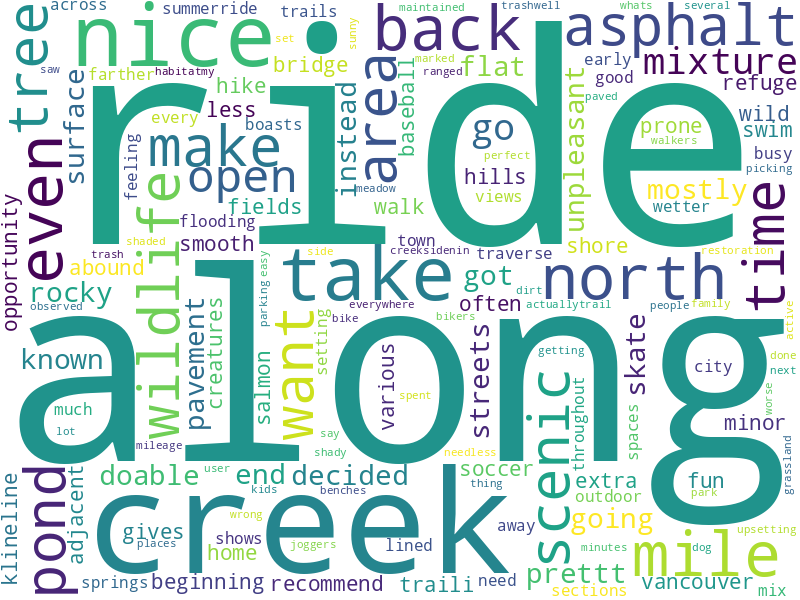 across
summerride
trails
nice
back
maintained
trashwell
whats
several
asphalt
tree
saw
habitatmy
set
sunny
bridge
marked
ranged
flat
early
mixture
farther
surface
hike
good
paved
refuge
every
less
boasts
area
baseball
open
ride
go
prone
walkers
wild
swim
perfect
busy
picking
even
make
instead
feeling
wildlife
fields
meadow
hills
views
unpleasant
mostly
time
opportunity
flooding
smooth
walk
shore
shaded
town
traverse
creeksidenin
side
restoration
trash
abound
take
got
north
rocky
observed
pavement
creatures
parking
easy
everywhere
often
dirt
actuallytrail
people
family
active
want
setting
bike
bikers
streets
skate
along
known
salmon
various
getting
city
done
next
much
spent
scenic
throughout
spaces
minor
worse
lot
mileage
shady
say
needless
fun
grassland
pond
adjacent
klineline
doable
end
decided
soccer
thing
extra
park
user
kids
benches
outdoor
creek
gives
places
shows
home
wrong
joggers
lined
away
going
minutes
dog
upsetting
mile
springs
beginning
recommend
traili
need
prettt
sections
vancouver
mix